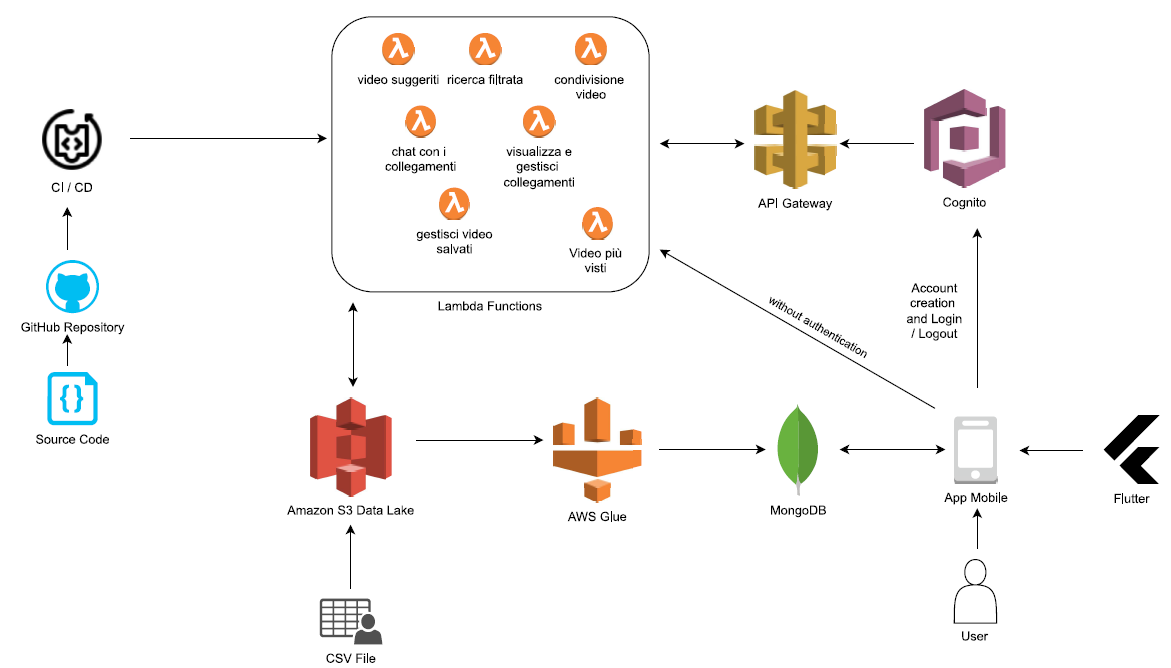 video suggeriti
ricerca filtrata
condivisione
video
chat con i
collegamenti
visualizza e
gestisci
collegamenti
gestisci video
salvati
Video più
visti
Lambda Functions
CI / CD
GitHub Repository
Source Code
API Gateway
Cognito
without authentication
Account
creation
and Login
/ Logout
Amazon S3 Data Lake
AWS Glue
MongoDB
App Mobile
Flutter
User
CSV File